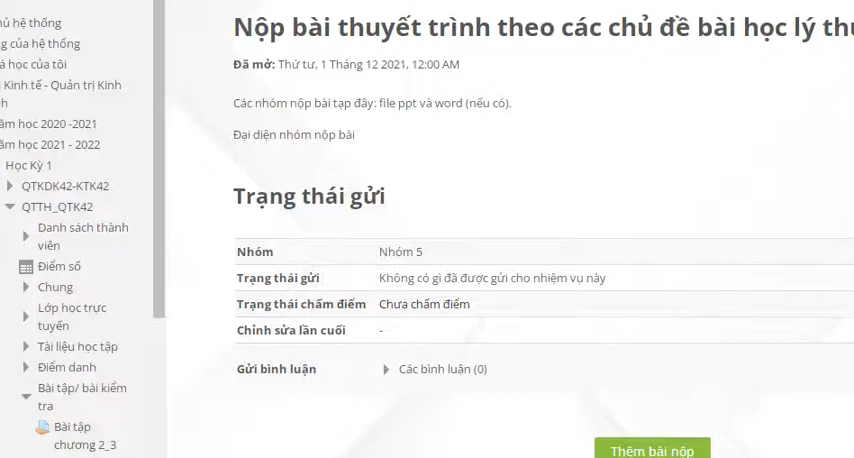 hủ hệ thống
g của hệ thống
á học của tôi
Kinh tế - Quản trị Kinh
h
ăm học 2020 -2021
ăm học 2021 - 2022
Học Kỳ 1
QTKDK42-KTK42
QTTH_QTK42
Danh sách thành
viên
Điểm số
Chung
Lớp học trực
tuyến
Tài liệu học tập
Điểm danh
Bài tập/ bài kiểm
tra
Bài tập
chương 2_3
Nộp bài thuyết trình theo các chủ đề bài học lý thu
Đã mở: Thứ tư, 1 Tháng 12 2021, 12:00 AM
Các nhóm nộp bài tạp đây: file ppt và word (nếu có).
Đại diện nhóm nộp bài
Trạng thái gửi
Nhóm Nhóm 5
Trạng thái gửi Không có gì đã được gửi cho nhiệm vụ này
Trạng thái chấm điểm Chưa chấm điểm
Chỉnh sửa lần cuối -
Gửi bình luận Các bình luận (0)
Thêm bài nộp